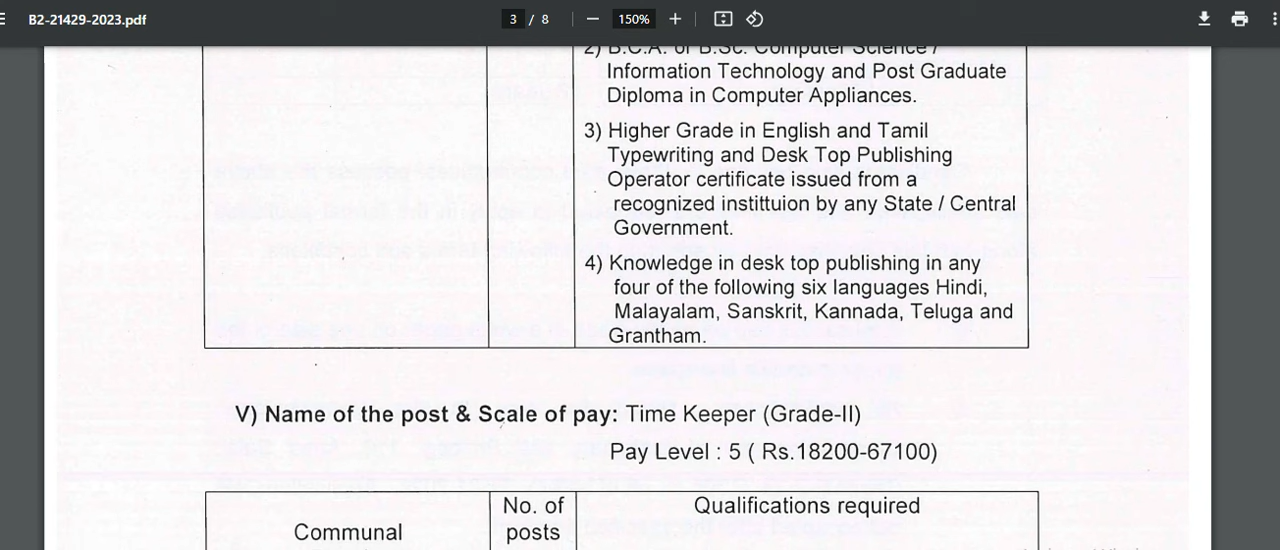 B2-21429-2023.pdf
3 / 8
150%
2) B.C.A. or B.Sc. Computer Science /
Information Technology and Post Graduate
Diploma in Computer Appliances.
3) Higher Grade in English and Tamil
Typewriting and Desk Top Publishing
Operator certificate issued from a
recognized instittuion by any State / Central
Government.
4) Knowledge in desk top publishing in any
four of the following six languages Hindi,
Malayalam, Sanskrit, Kannada, Teluga and
Grantham.
V) Name of the post & Scale of pay: Time Keeper (Grade-II)
Pay Level : 5 ( Rs.18200-67100)
Communal
No. of
posts
Qualifications required